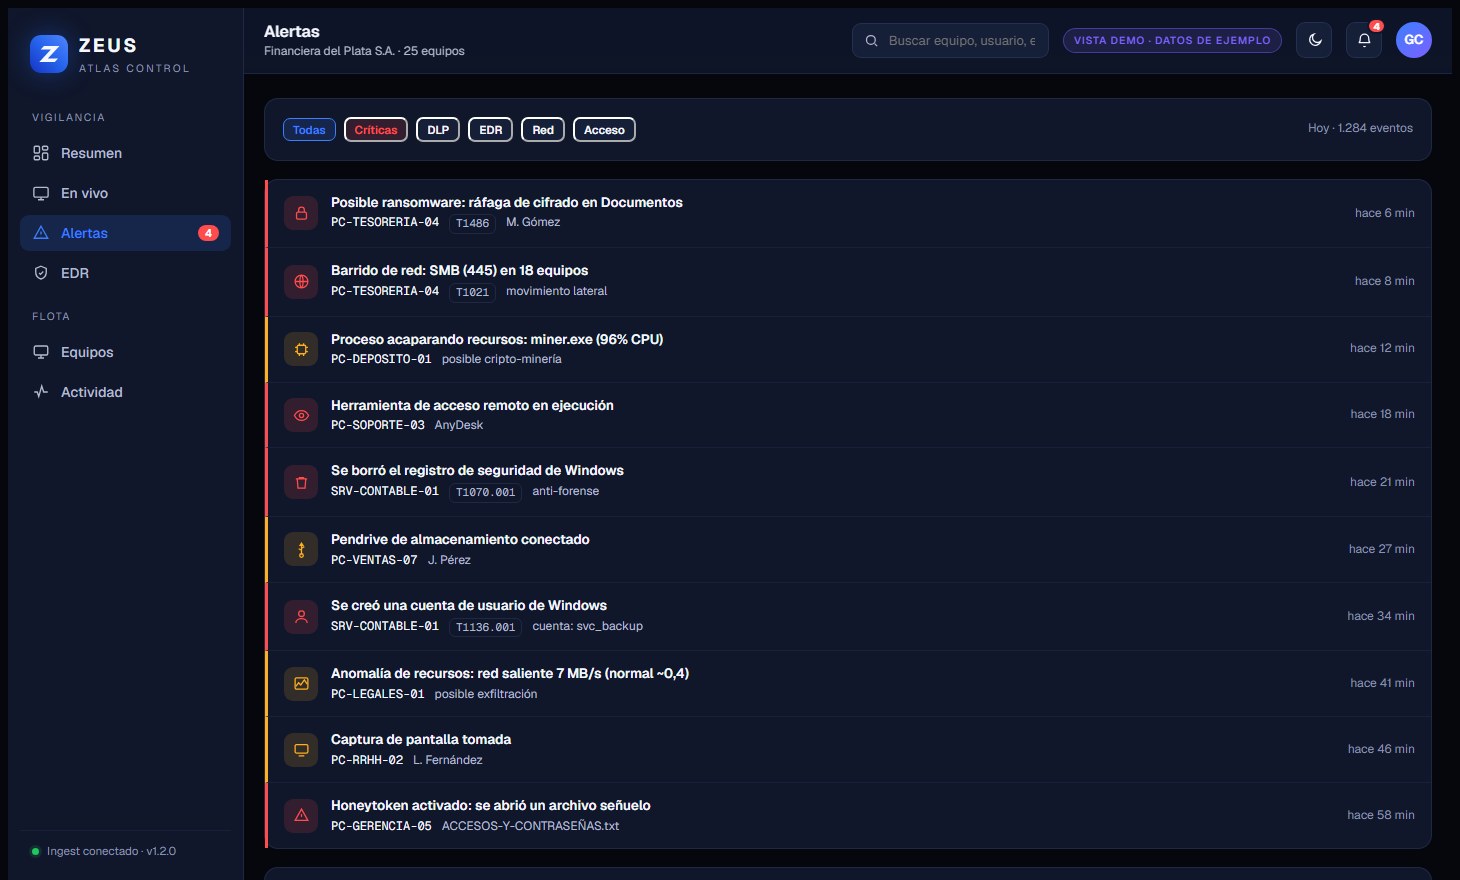 Z ZEUS
ATLAS CONTROL
VIGILANCIA
Resumen
En vivo
Alertas 4
EDR
FLOTA
Equipos
Actividad
Ingest conectado · v1.2.0
Alertas
Financiera del Plata S.A. · 25 equipos
Buscar equipo, usuario, e
VISTA DEMO · DATOS DE EJEMPLO
4
GC
Todas Críticas DLP EDR Red Acceso
Hoy · 1.284 eventos
Posible ransomware: ráfaga de cifrado en Documentos
PC-TESORERIA-04 T1486 M. Gómez
hace 6 min
Barrido de red: SMB (445) en 18 equipos
PC-TESORERIA-04 T1021 movimiento lateral
hace 8 min
Proceso acaparando recursos: miner.exe (96% CPU)
PC-DEPOSITO-01 posible cripto-minería
hace 12 min
Herramienta de acceso remoto en ejecución
PC-SOPORTE-03 AnyDesk
hace 18 min
Se borró el registro de seguridad de Windows
SRV-CONTABLE-01 T1070.001 anti-forense
hace 21 min
Pendrive de almacenamiento conectado
PC-VENTAS-07 J. Pérez
hace 27 min
Se creó una cuenta de usuario de Windows
SRV-CONTABLE-01 T1136.001 cuenta: svc_backup
hace 34 min
Anomalía de recursos: red saliente 7 MB/s (normal ~0,4)
PC-LEGALES-01 posible exfiltración
hace 41 min
Captura de pantalla tomada
PC-RRHH-02 L. Fernández
hace 46 min
Honeytoken activado: se abrió un archivo señuelo
PC-GERENCIA-05 ACCESOS-Y-CONTRASEÑAS.txt
hace 58 min